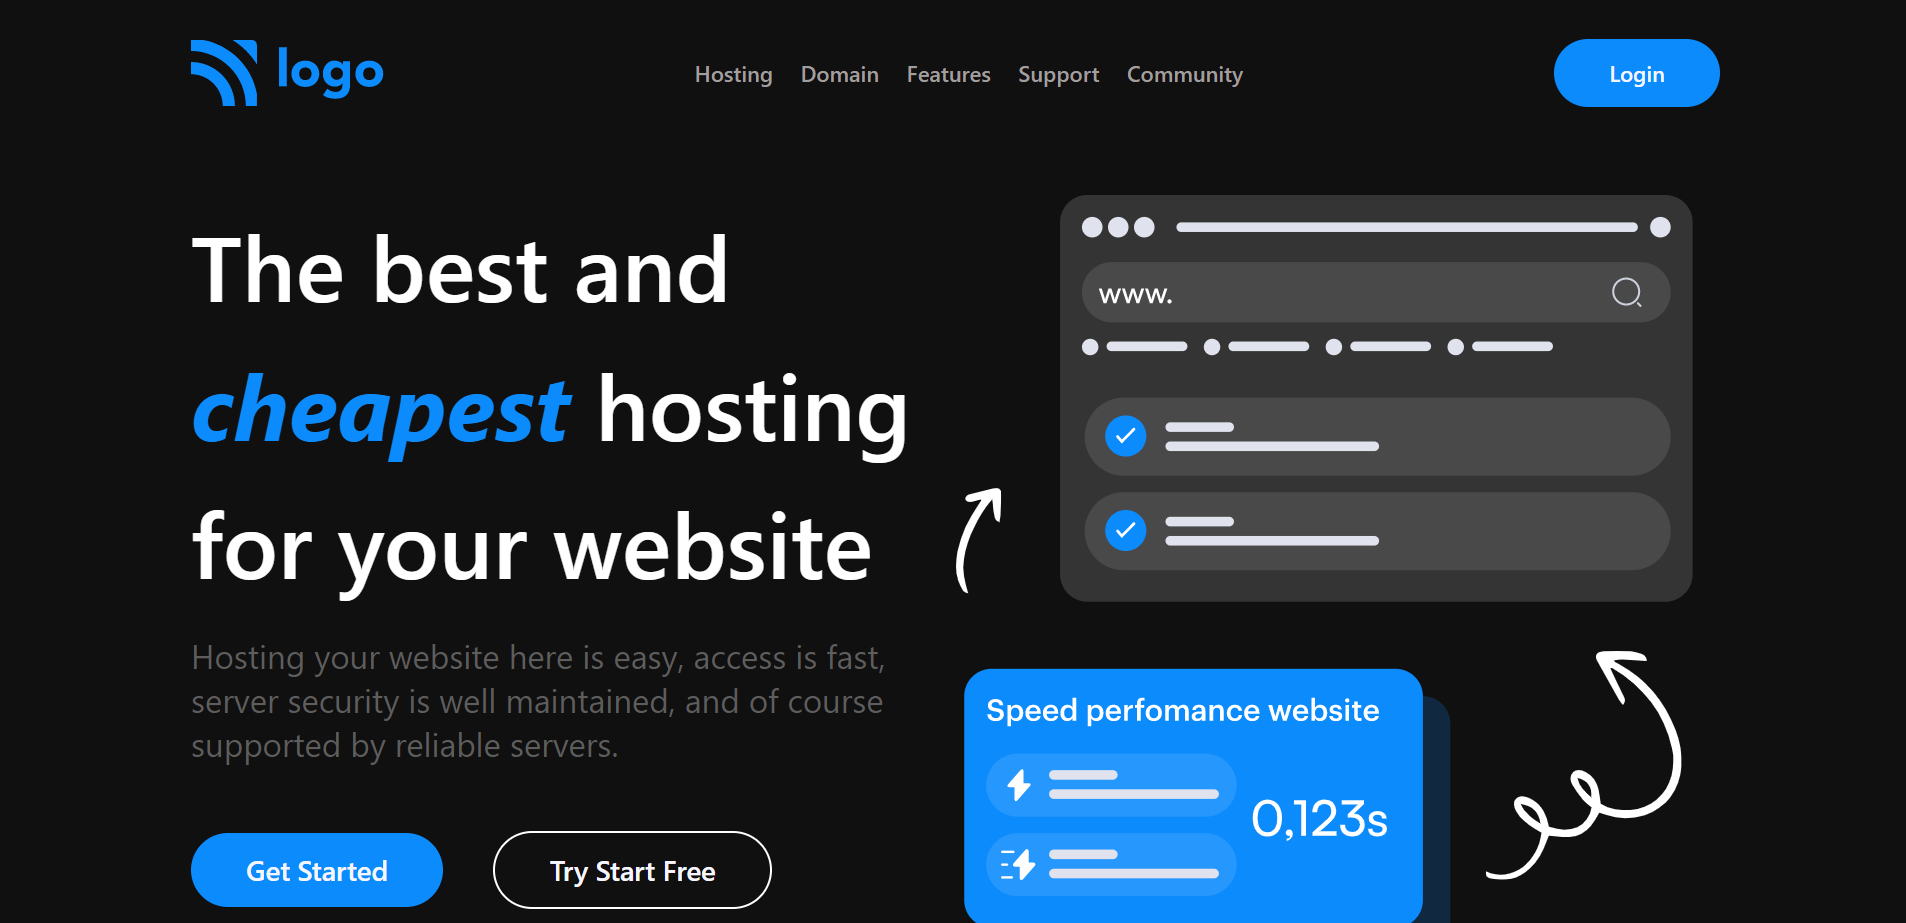 logo
Hosting Domain Features Support Community
Login
The best and
cheapest hosting
for your website
Hosting your website here is easy, access is fast,
server security is well maintained, and of course
supported by reliable servers.
Get Started
Try Start Free
www.
Speed perfomance website
0,123s